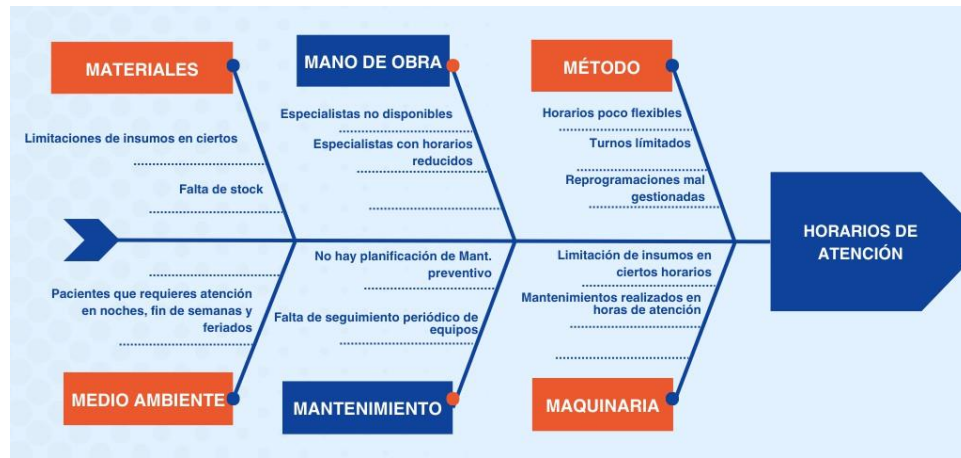 MATERIALES
MANO DE OBRA
MÉTODO
Limitaciones de insumos en ciertos
Falta de stock
Especialistas no disponibles
Especialistas con horarios
reducidos
Horarios poco flexibles
Turnos límitados
Reprogramaciones mal
gestionadas
HORARIOS DE
ATENCIÓN
Pacientes que requieres atención
en noches, fin de semanas y
feriados
No hay planificación de Mant.
preventivo
Falta de seguimiento periódico de
equipos
Limitación de insumos en
ciertos horarios
Mantenimientos realizados en
horas de atención
MEDIO AMBIENTE
MANTENIMIENTO
MAQUINARIA